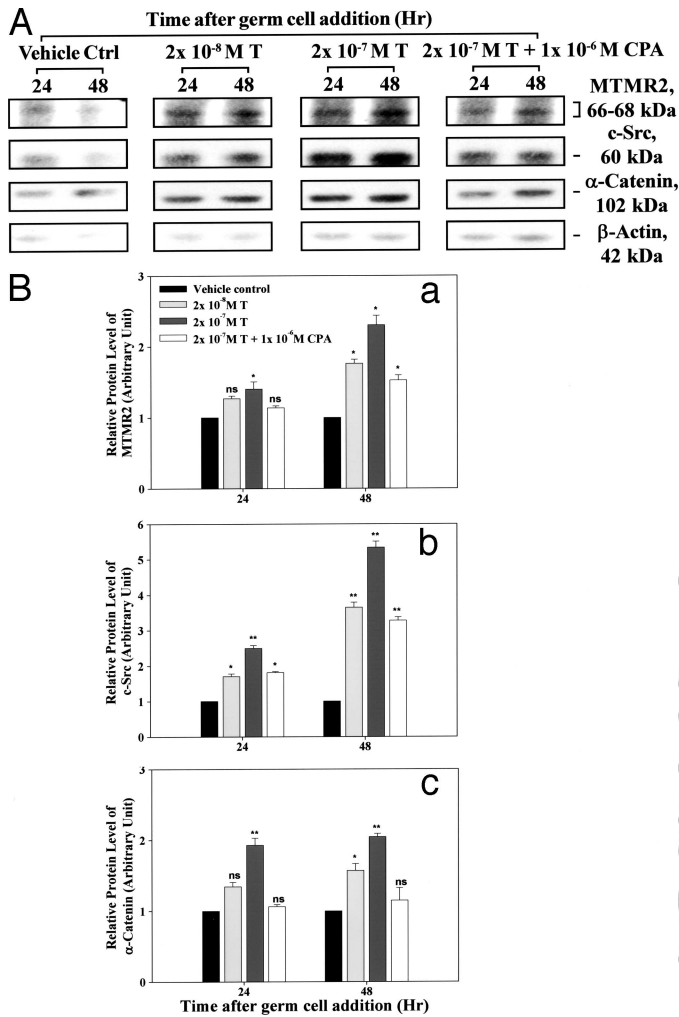 A
Time after germ cell addition (Hr)
Vehicle Ctrl 2x 10⁻⁸ M T 2x 10⁻⁷ M T 2x 10⁻⁷ M T + 1x 10⁻⁶ M CPA
24 48 24 48 24 48 24 48
MTMR2,
66-68 kDa
c-Src,
60 kDa
α-Catenin,
102 kDa
β-Actin,
42 kDa
B
a
Vehicle control
2x 10⁻⁸M T
2x 10⁻⁷M T
2x 10⁻⁷M T + 1x 10⁻⁶M CPA
Relative Protein Level of
MTMR2 (Arbitrary Unit)
3
2
1
0
ns * ns * * *
24 48
b
Relative Protein Level of
c-Src (Arbitrary Unit)
6
5
4
3
2
1
0
* ** * ** ** **
24 48
c
Relative Protein Level of
α-Catenin (Arbitrary Unit)
3
2
1
0
ns ** ns * ** ns
24 48
Time after germ cell addition (Hr)